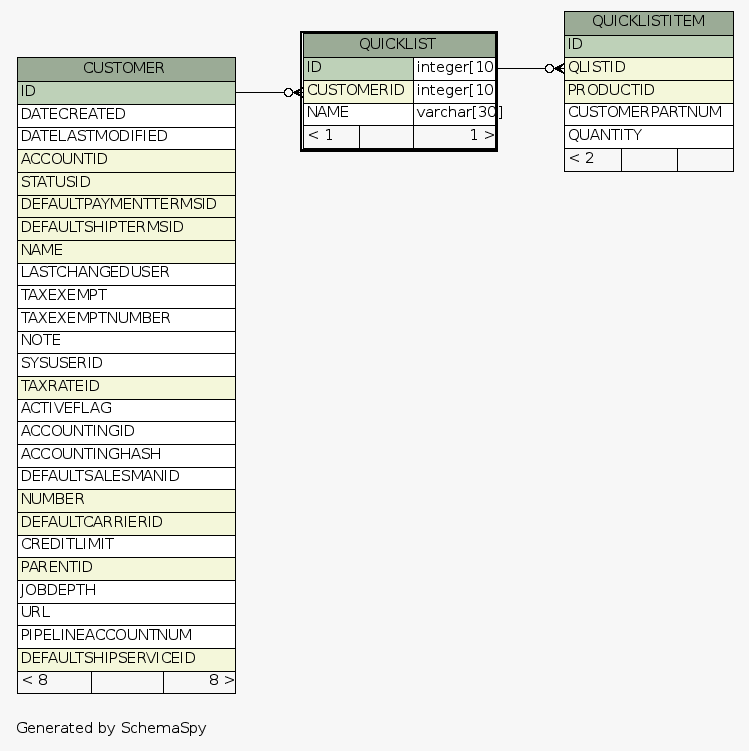 CUSTOMER
ID
DATECREATED
DATELASTMODIFIED
ACCOUNTID
STATUSID
DEFAULTPAYMENTTERMSID
DEFAULTSHIPTERMSID
NAME
LASTCHANGEDUSER
TAXEXEMPT
TAXEXEMPTNUMBER
NOTE
SYSUSERID
TAXRATEID
ACTIVEFLAG
ACCOUNTINGID
ACCOUNTINGHASH
DEFAULTSALESMANID
NUMBER
DEFAULTCARRIERID
CREDITLIMIT
PARENTID
JOBDEPTH
URL
PIPELINEACCOUNTNUM
DEFAULTSHIPSERVICEID
< 8 8 >
QUICKLIST
ID integer[10
CUSTOMERID integer[10
NAME varchar[30]
< 1 1 >
QUICKLISTITEM
ID
QLISTID
PRODUCTID
CUSTOMERPARTNUM
QUANTITY
< 2
Generated by SchemaSpy